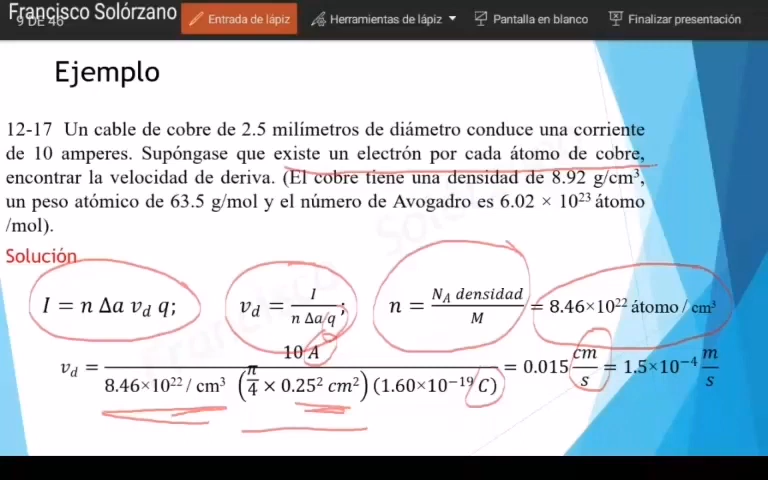 Francisco Solórzano
9 DE 46
Entrada de lápiz
Herramientas de lápiz
Pantalla en blanco
Finalizar presentación
Ejemplo
12-17 Un cable de cobre de 2.5 milímetros de diámetro conduce una corriente
de 10 amperes. Supóngase que existe un electrón por cada átomo de cobre,
encontrar la velocidad de deriva. (El cobre tiene una densidad de 8.92 g/cm³,
un peso atómico de 63.5 g/mol y el número de Avogadro es 6.02 × 10²³ átomo
/mol).
Solución
I = n Δa v_d q; v_d = I / (n Δa q); n = (N_A densidad) / M = 8.46×10²² átomo / cm³
v_d = 10 A / (8.46×10²² / cm³ (π/4 × 0.25² cm²) (1.60×10⁻¹⁹ C)) = 0.015 cm/s = 1.5×10⁻⁴ m/s